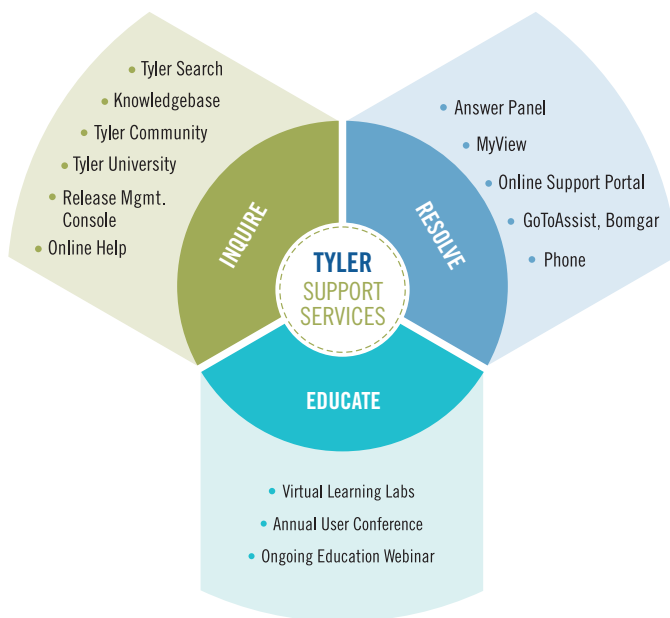 • Tyler Search
• Knowledgebase
• Tyler Community
• Tyler University
• Release Mgmt.
Console
• Online Help
INQUIRE
• Answer Panel
• MyView
• Online Support Portal
• GoToAssist, Bomgar
• Phone
RESOLVE
TYLER
SUPPORT
SERVICES
EDUCATE
• Virtual Learning Labs
• Annual User Conference
• Ongoing Education Webinar